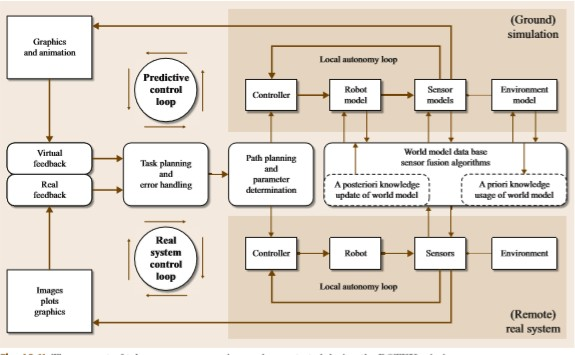 Graphics
and animation
Predictive
control
loop
(Ground)
simulation
Local autonomy loop
Controller
Robot
model
Sensor
models
Environment
model
Virtual
feedback
Real
feedback
Task planning
and
error handling
Path planning
and
parameter
determination
World model data base
sensor fusion algorithms
A posteriori knowledge
update of world model
A priori knowledge
usage of world model
Real
system
control
loop
Controller
Robot
Sensors
Environment
Local autonomy loop
Images
plots
graphics
(Remote)
real system